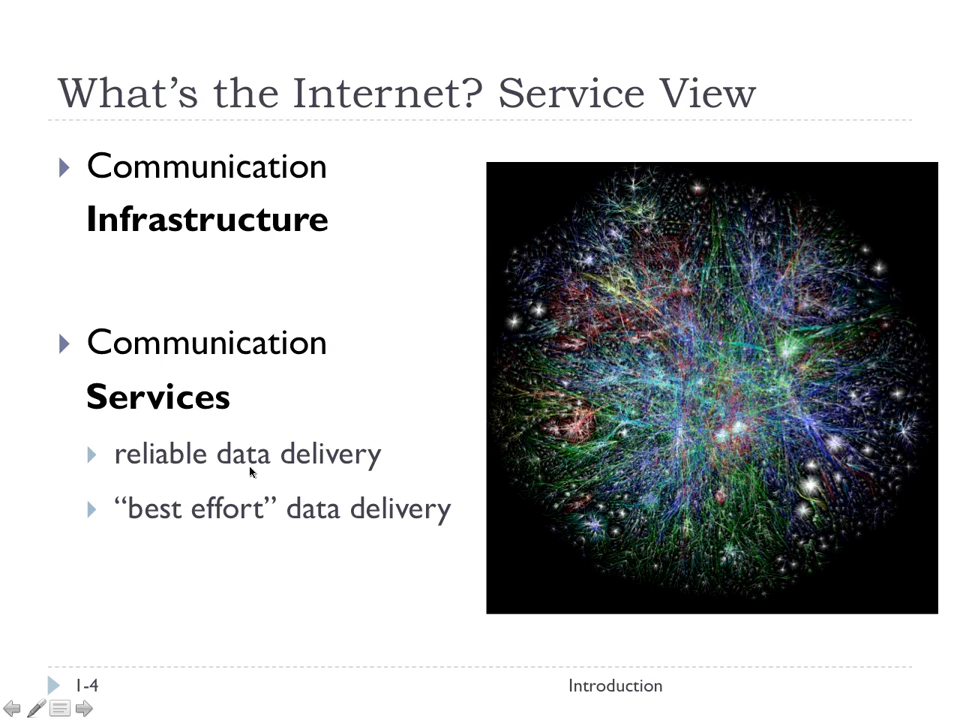 What’s the Internet? Service View
Communication
Infrastructure
Communication
Services
reliable data delivery
“best effort” data delivery
1-4
Introduction